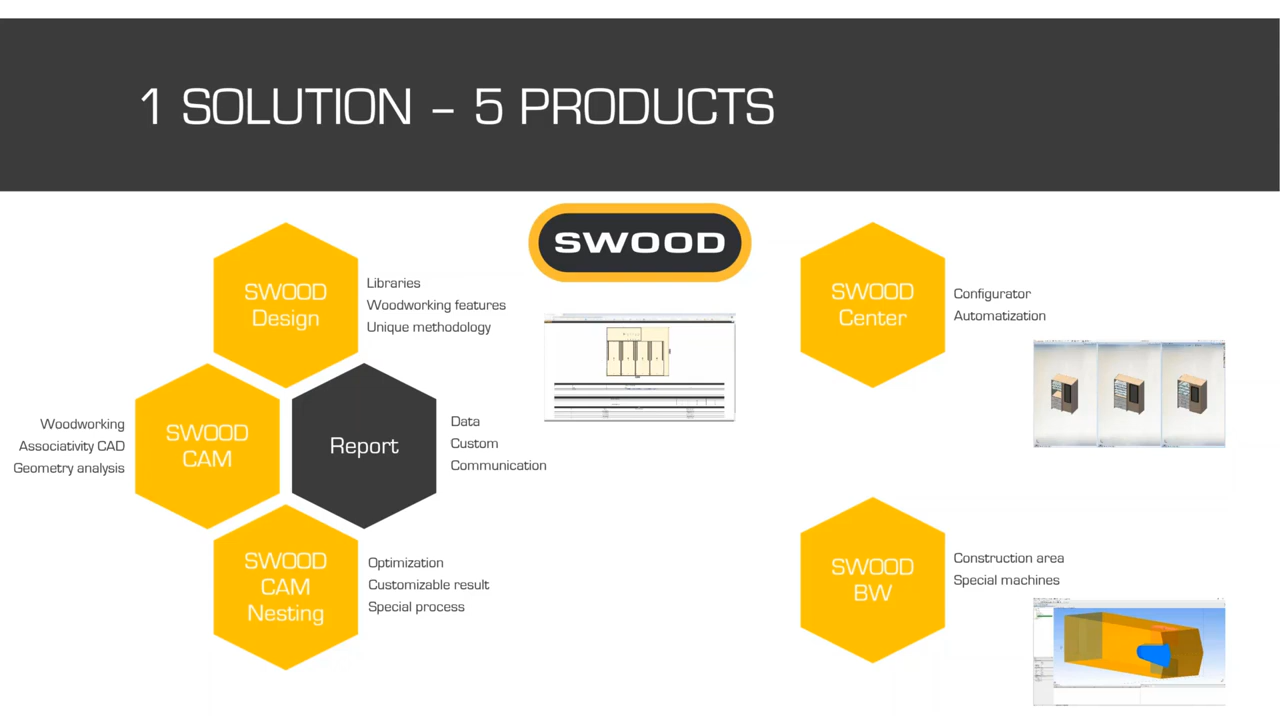 1 SOLUTION – 5 PRODUCTS
SWOOD
SWOOD
Design
Libraries
Woodworking features
Unique methodology
SWOOD
Center
Configurator
Automatization
Woodworking
Associativity CAD
Geometry analysis
SWOOD
CAM
Report
Data
Custom
Communication
SWOOD
CAM
Nesting
Optimization
Customizable result
Special process
SWOOD
BW
Construction area
Special machines